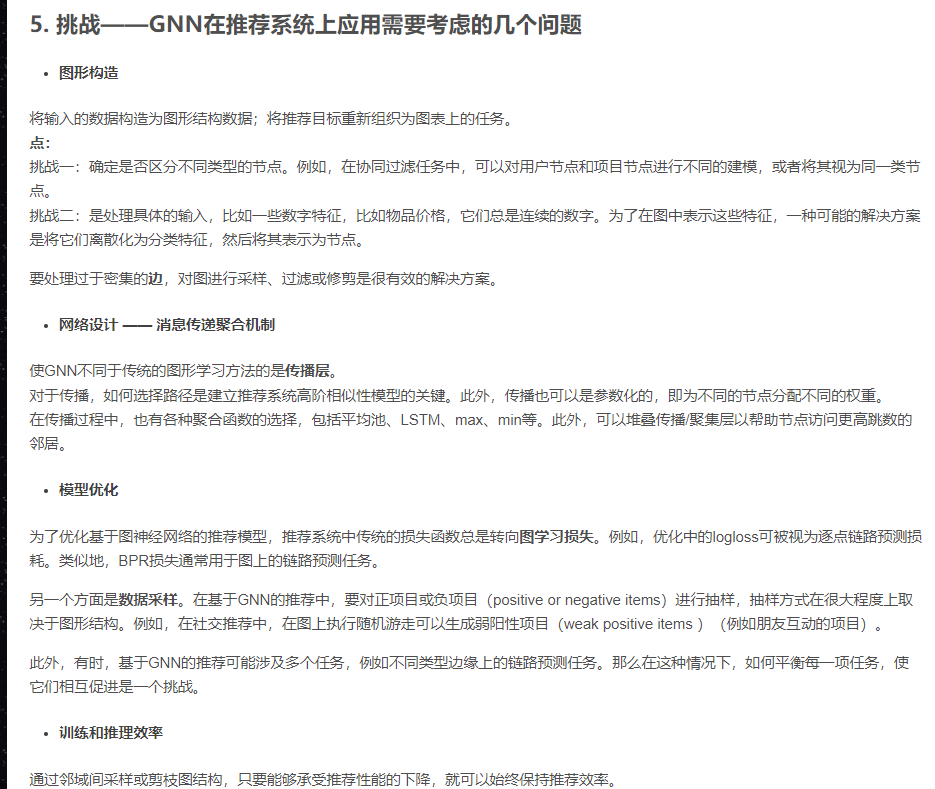 5. 挑战——GNN在推荐系统上应用需要考虑的几个问题
• 图形构造
将输入的数据构造为图形结构数据；将推荐目标重新组织为图表上的任务。
点：
挑战一：确定是否区分不同类型的节点。例如，在协同过滤任务中，可以对用户节点和项目节点进行不同的建模，或者将其视为同一类节
点。
挑战二：是处理具体的输入，比如一些数字特征，比如物品价格，它们总是连续的数字。为了在图中表示这些特征，一种可能的解决方案
是将它们离散化为分类特征，然后将其表示为节点。
要处理过于密集的边，对图进行采样、过滤或修剪是很有效的解决方案。
• 网络设计 —— 消息传递聚合机制
使GNN不同于传统的图形学习方法的是传播层。
对于传播，如何选择路径是建立推荐系统高阶相似性模型的关键。此外，传播也可以是参数化的，即为不同的节点分配不同的权重。
在传播过程中，也有各种聚合函数的选择，包括平均池、LSTM、max、min等。此外，可以堆叠传播/聚集层以帮助节点访问更高跳数的
邻居。
• 模型优化
为了优化基于图神经网络的推荐模型，推荐系统中传统的损失函数总是转向图学习损失。例如，优化中的logloss可被视为逐点链路预测损
耗。类似地，BPR损失通常用于图上的链路预测任务。
另一个方面是数据采样。在基于GNN的推荐中，要对正项目或负项目（positive or negative items）进行抽样，抽样方式在很大程度上取
决于图形结构。例如，在社交推荐中，在图上执行随机游走可以生成弱阳性项目（weak positive items ）（例如朋友互动的项目）。
此外，有时，基于GNN的推荐可能涉及多个任务，例如不同类型边缘上的链路预测任务。那么在这种情况下，如何平衡每一项任务，使
它们相互促进是一个挑战。
• 训练和推理效率
通过邻域间采样或剪枝图结构，只要能够承受推荐性能的下降，就可以始终保持推荐效率。